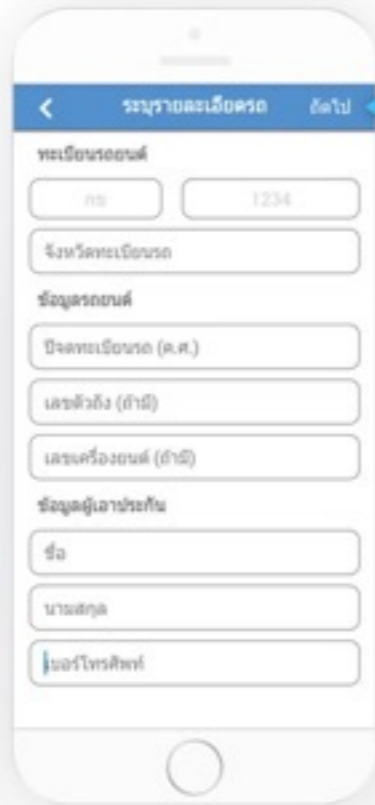 ระบุรายละเอียดรถ ถัดไป
ทะเบียนรถยนต์
กข 1234
จังหวัดทะเบียนรถ
ข้อมูลรถยนต์
ปีจดทะเบียนรถ (ค.ศ.)
เลขตัวถัง (ถ้ามี)
เลขเครื่องยนต์ (ถ้ามี)
ข้อมูลผู้เอาประกัน
ชื่อ
นามสกุล
เบอร์โทรศัพท์